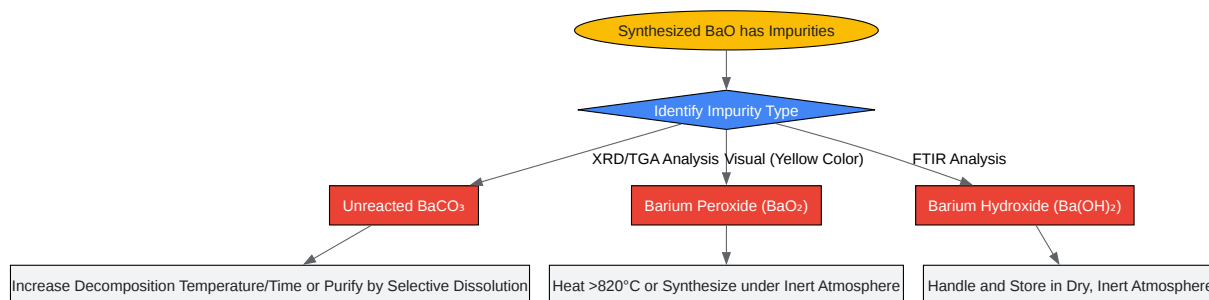 Synthesized BaO has Impurities
Identify Impurity Type
XRD/TGA Analysis
Visual (Yellow Color)
FTIR Analysis
Unreacted BaCO₃
Barium Peroxide (BaO₂)
Barium Hydroxide (Ba(OH)₂)
Increase Decomposition Temperature/Time or Purify by Selective Dissolution
Heat >820°C or Synthesize under Inert Atmosphere
Handle and Store in Dry, Inert Atmosphere